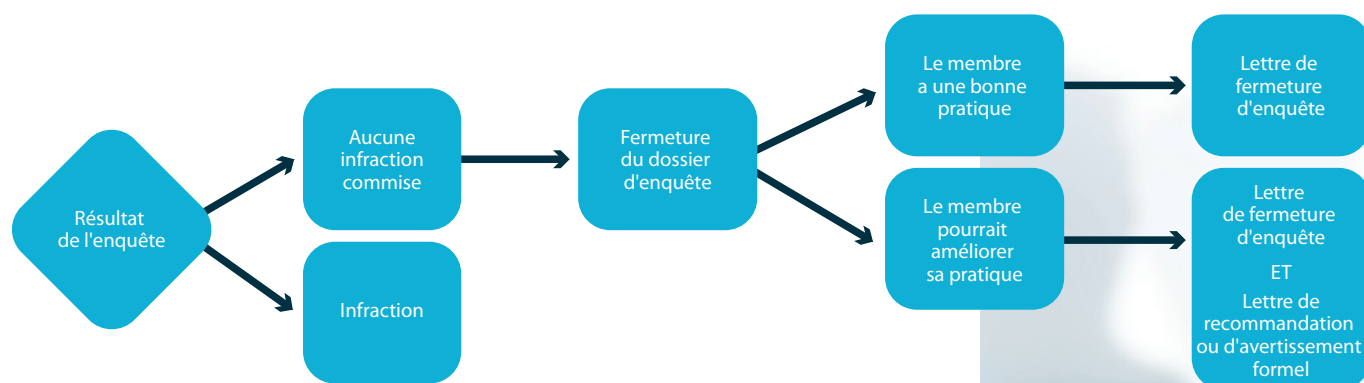 Résultat
de l'enquête
Aucune
infraction
commise
Infraction
Fermeture
du dossier
d'enquête
Le membre
a une bonne
pratique
Lettre de
fermeture
d'enquête
Le membre
pourrait
améliorer
sa pratique
Lettre
de fermeture
d'enquête
ET
Lettre de
recommandation
ou d'avertissement
formel